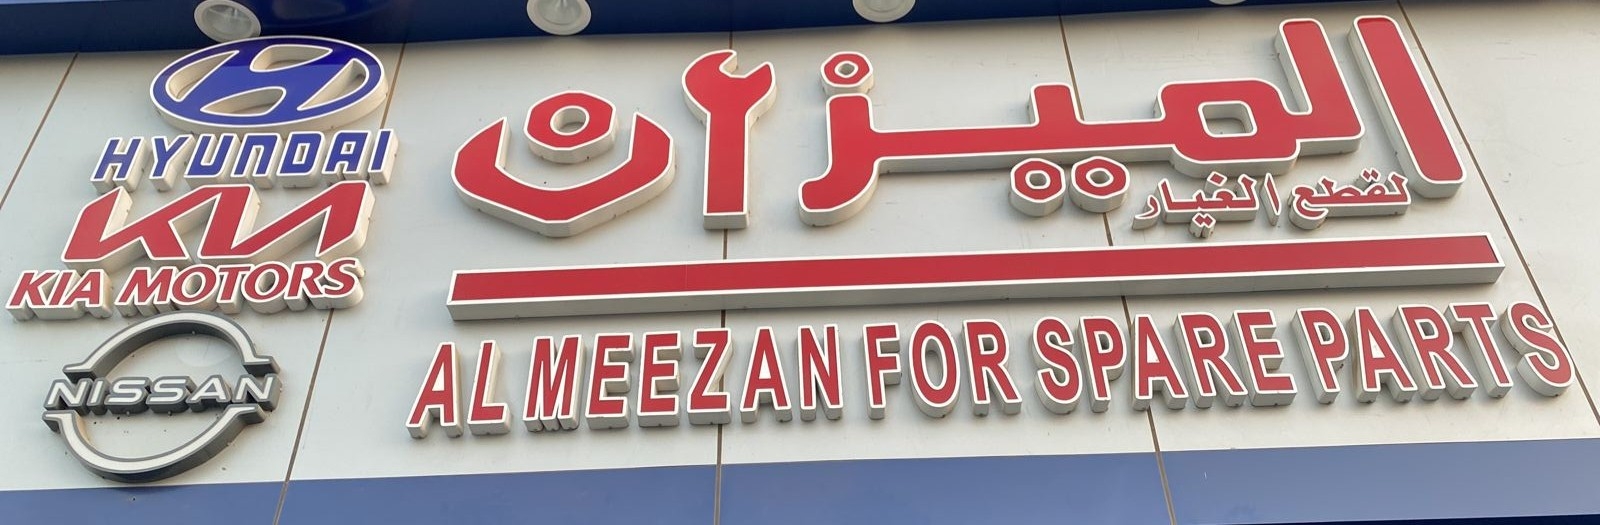 HYUNDAI
KIA
KIA MOTORS
NISSAN
الميزان
لقطع الغيار
AL MEEZAN FOR SPARE PARTS